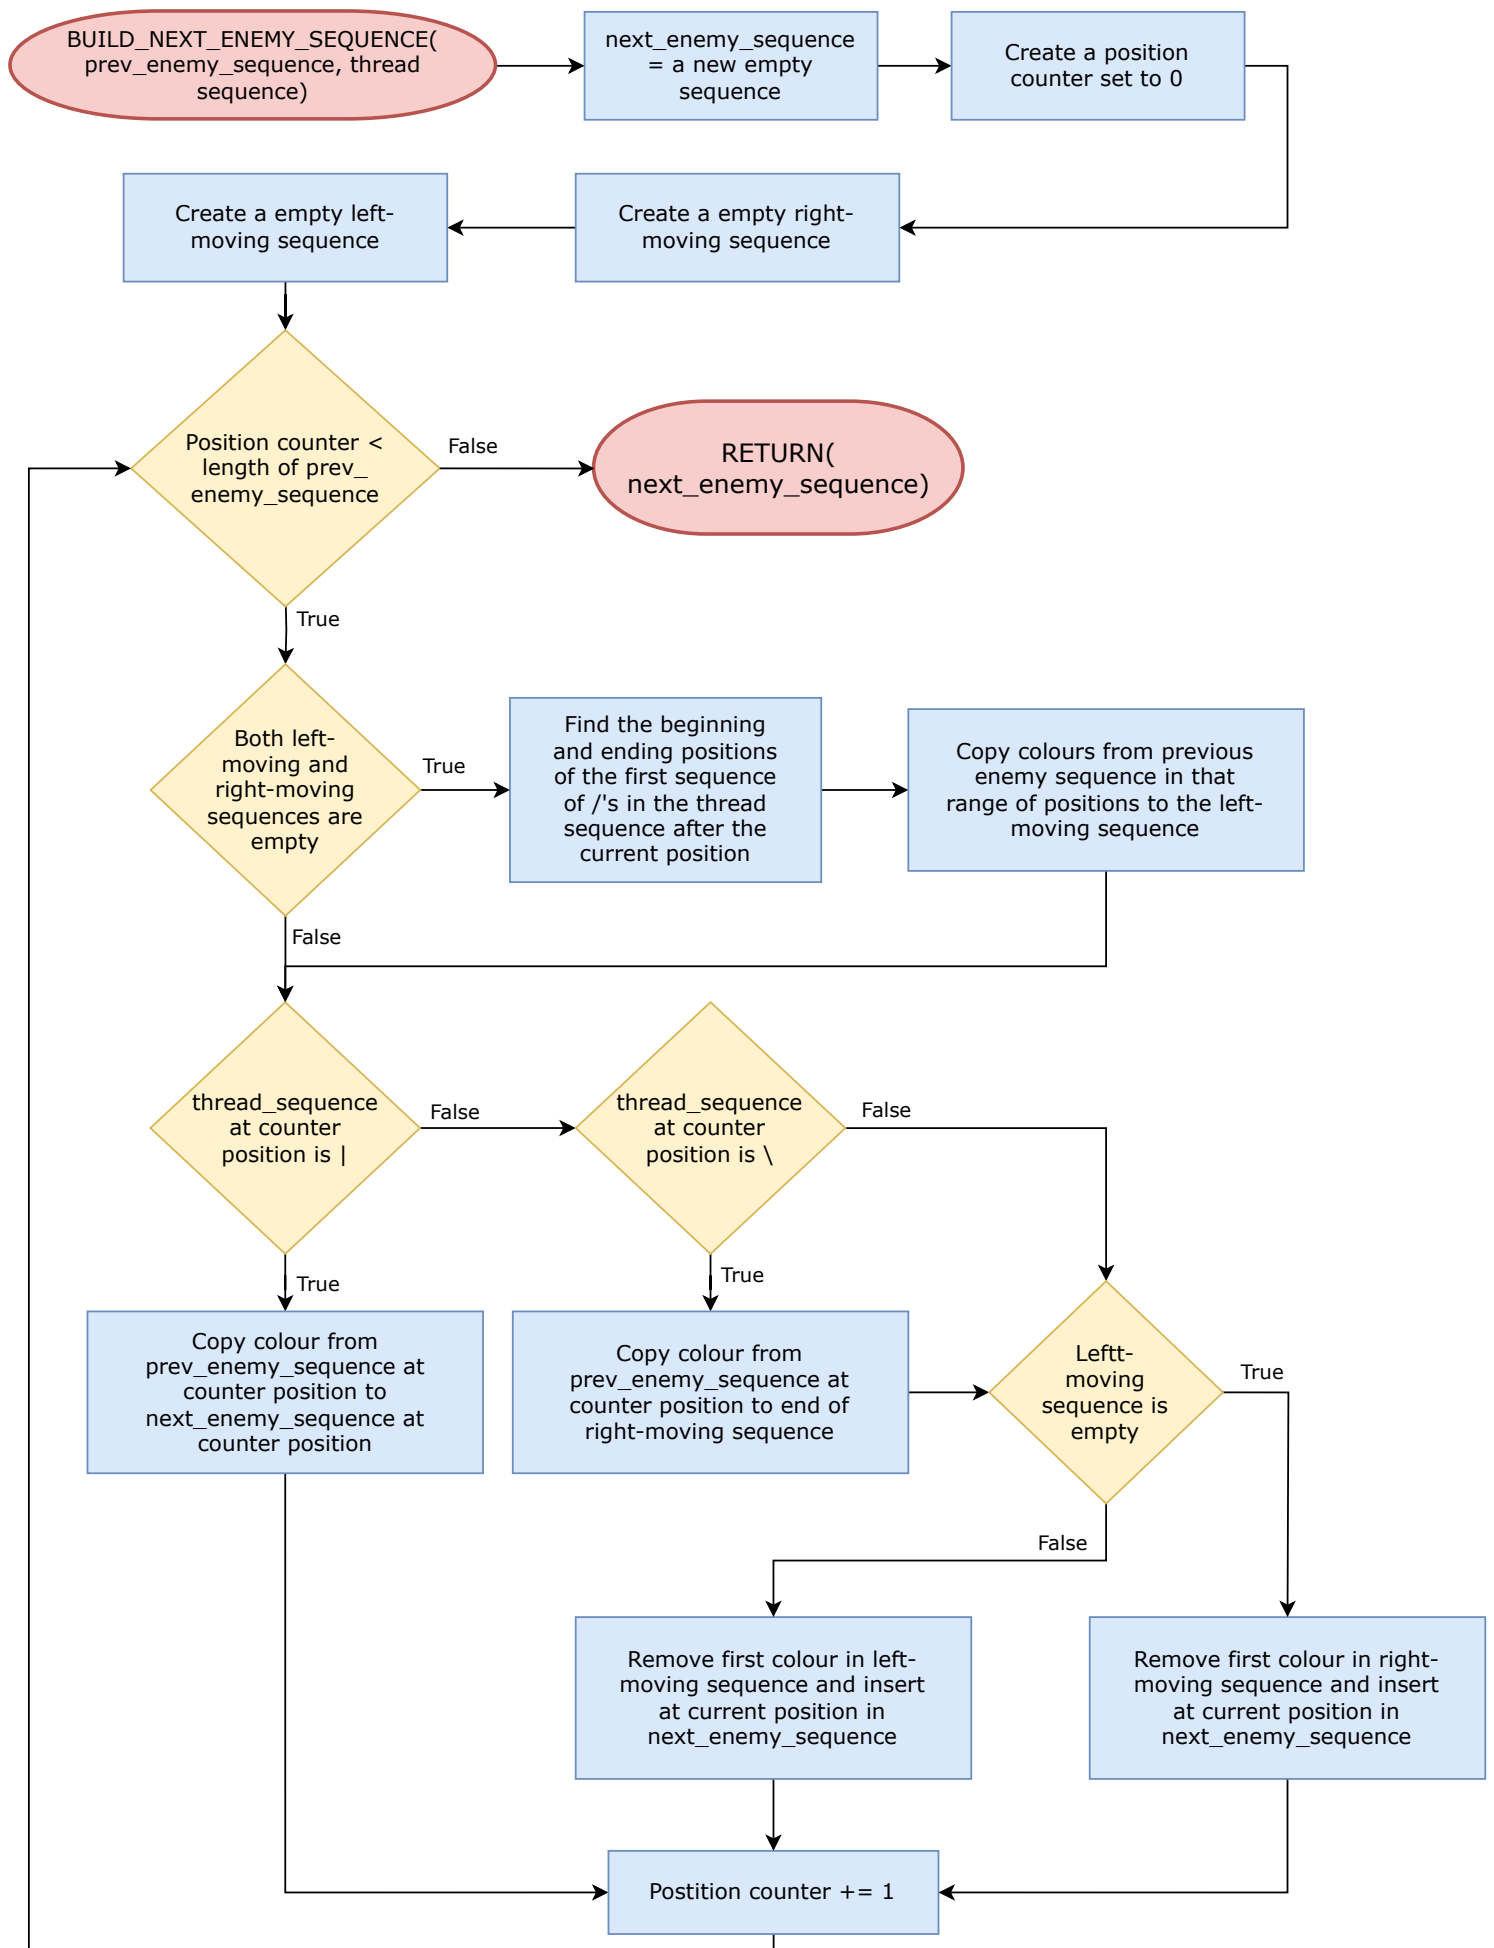 BUILD_NEXT_ENEMY_SEQUENCE(
prev_enemy_sequence, thread
sequence)
next_enemy_sequence
= a new empty
sequence
Create a position
counter set to 0
Create a empty left-
moving sequence
Create a empty right-
moving sequence
Position counter <
length of prev_
enemy_sequence
False
RETURN(
next_enemy_sequence)
True
Both left-
moving and
right-moving
sequences are
empty
True
Find the beginning
and ending positions
of the first sequence
of /'s in the thread
sequence after the
current position
Copy colours from previous
enemy sequence in that
range of positions to the left-
moving sequence
False
thread_sequence
at counter
position is |
False
thread_sequence
at counter
position is \
False
True
True
Copy colour from
prev_enemy_sequence at
counter position to
next_enemy_sequence at
counter position
Copy colour from
prev_enemy_sequence at
counter position to end of
right-moving sequence
Leftt-
moving
sequence is
empty
True
False
Remove first colour in left-
moving sequence and insert
at current position in
next_enemy_sequence
Remove first colour in right-
moving sequence and insert
at current position in
next_enemy_sequence
Postition counter += 1